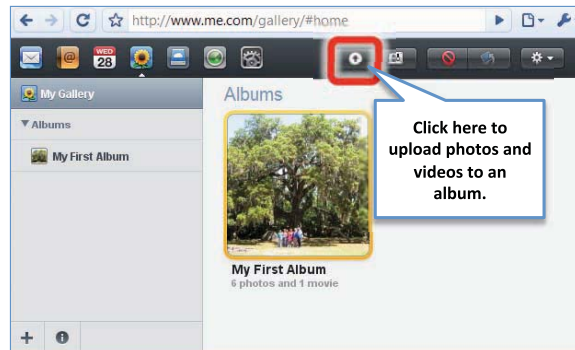 http://www.me.com/gallery/#home
WED
28
My Gallery
Albums
My First Album
Albums
My First Album
6 photos and 1 movie
Click here to
upload photos and
videos to an
album.